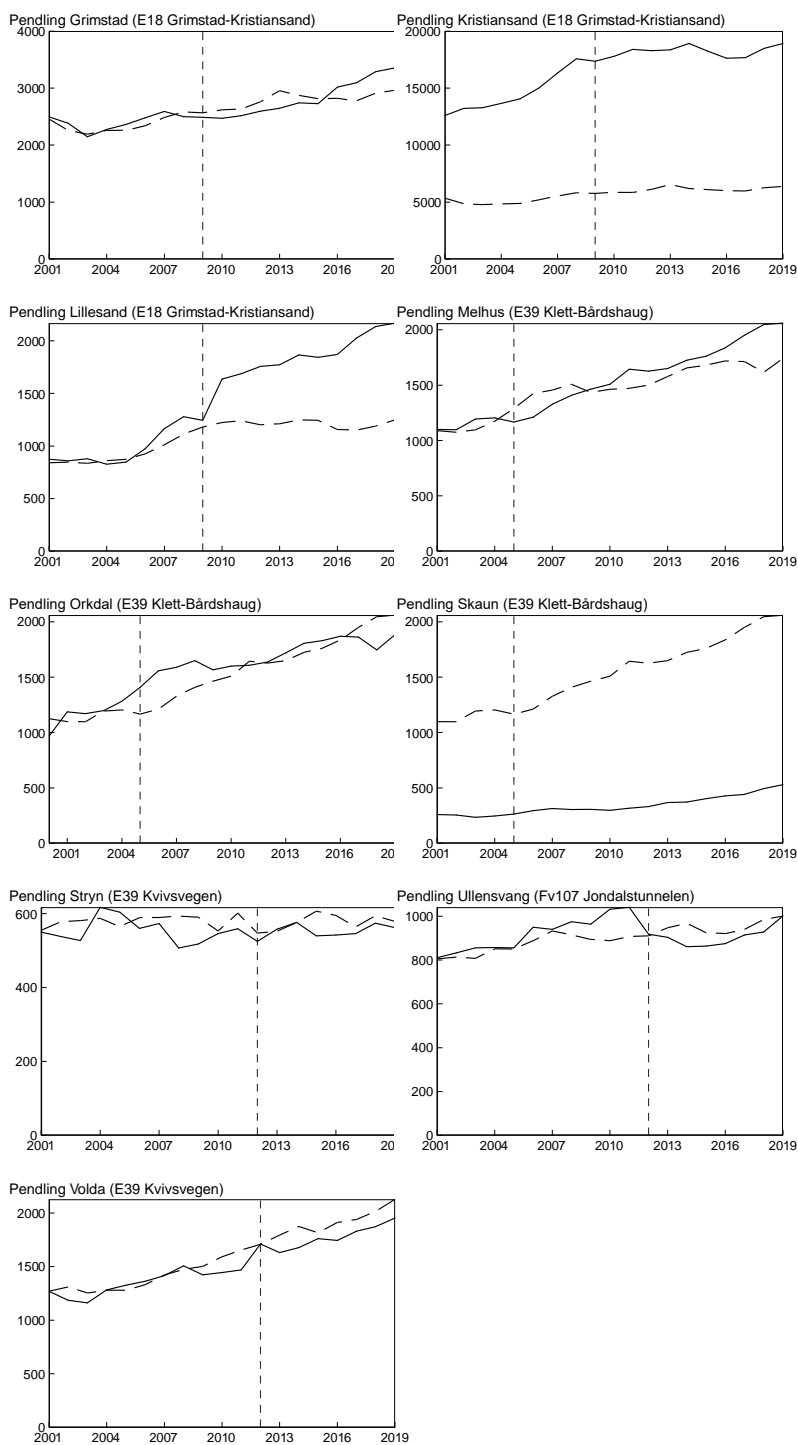 Pendling Grimstad (E18 Grimstad-Kristiansand)
4000
3000
2000
1000
0
2001 2004 2007 2010 2013 2016 20
Pendling Kristiansand (E18 Grimstad-Kristiansand)
20000
15000
10000
5000
0
2001 2004 2007 2010 2013 2016 2019
Pendling Lillesand (E18 Grimstad-Kristiansand)
2000
1500
1000
500
0
2001 2004 2007 2010 2013 2016 20
Pendling Melhus (E39 Klett-Bårdshaug)
2000
1500
1000
500
0
2001 2004 2007 2010 2013 2016 2019
Pendling Orkdal (E39 Klett-Bårdshaug)
2000
1500
1000
500
0
2001 2004 2007 2010 2013 2016 20
Pendling Skaun (E39 Klett-Bårdshaug)
2000
1500
1000
500
0
2001 2004 2007 2010 2013 2016 2019
Pendling Stryn (E39 Kvivsvegen)
600
400
200
0
2001 2004 2007 2010 2013 2016 20
Pendling Ullensvang (Fv107 Jondalstunnelen)
1000
800
600
400
200
0
2001 2004 2007 2010 2013 2016 2019
Pendling Volda (E39 Kvivsvegen)
2000
1500
1000
500
0
2001 2004 2007 2010 2013 2016 2019